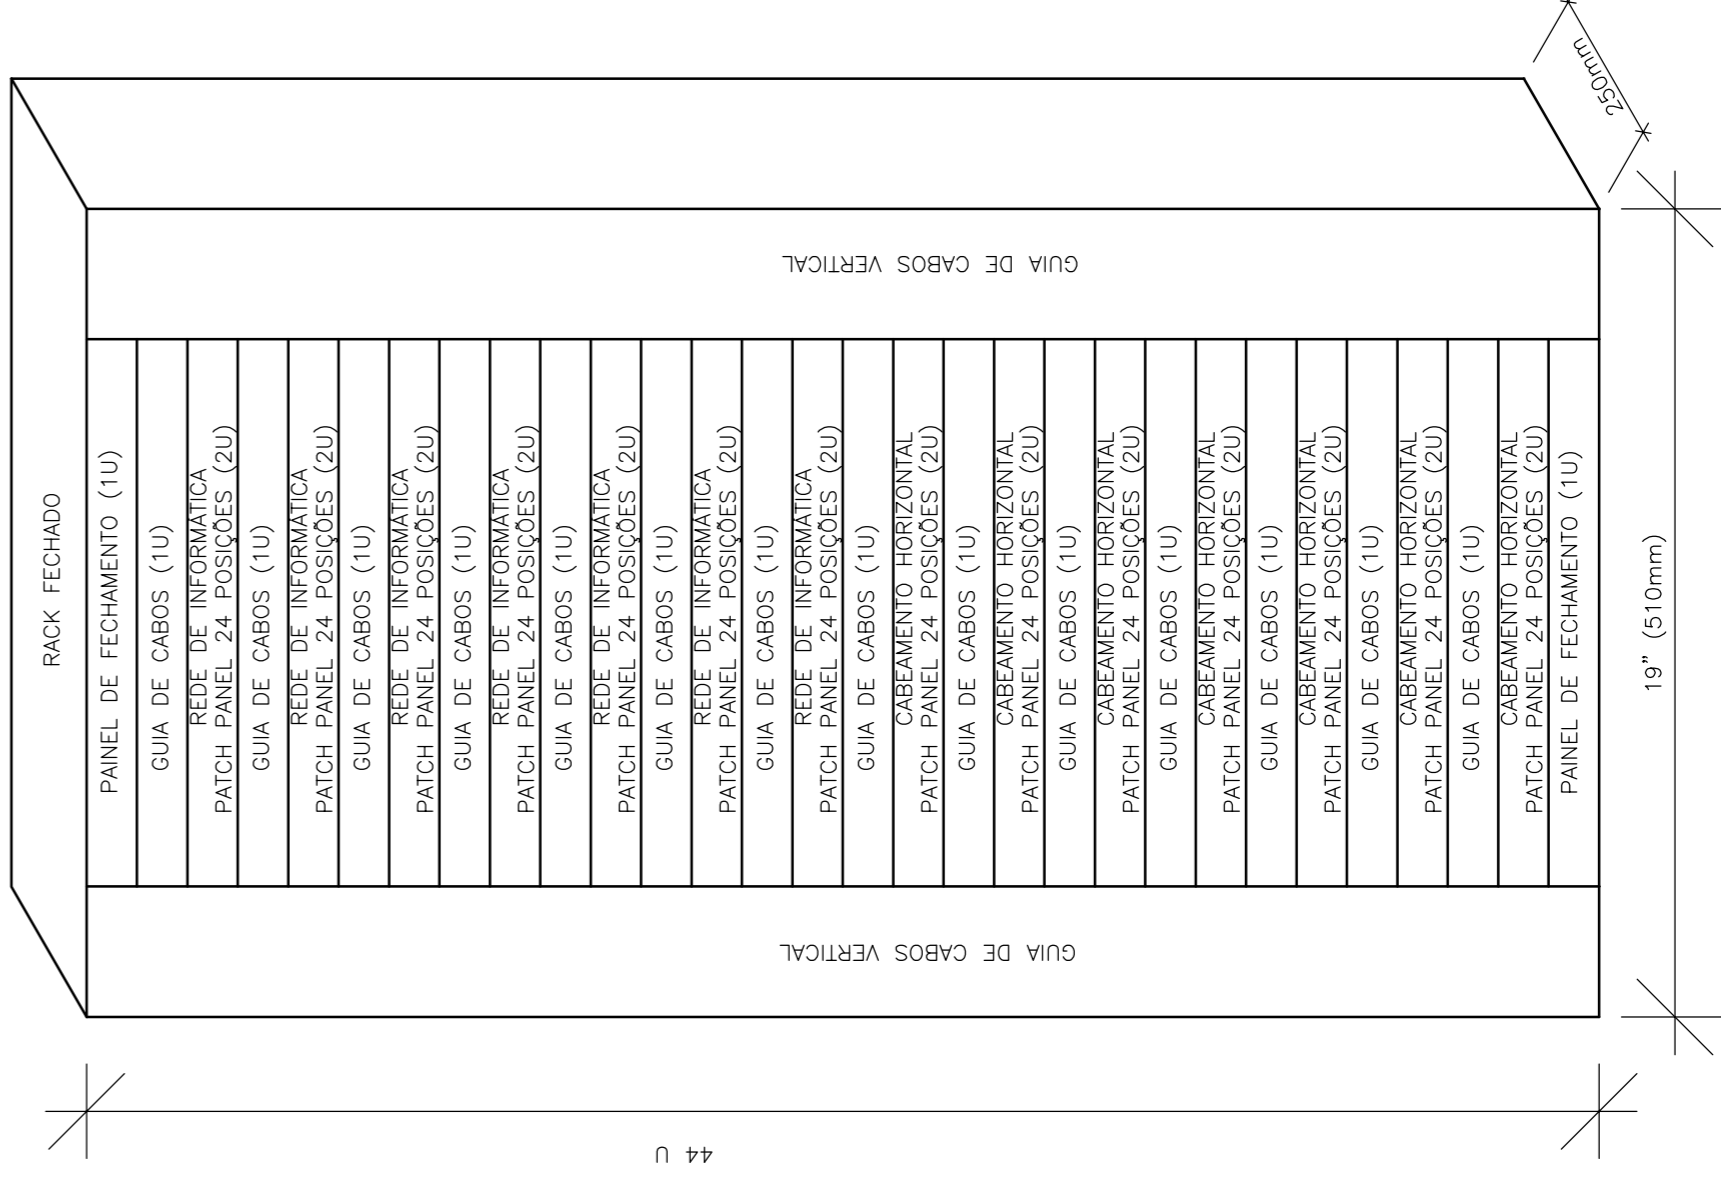 RACK FECHADO
GUIA DE CABOS VERTICAL
PAINEL DE FECHAMENTO (1U)
GUIA DE CABOS (1U)
REDE DE INFORMÁTICA
PATCH PANEL 24 POSIÇÕES (2U)
GUIA DE CABOS (1U)
REDE DE INFORMÁTICA
PATCH PANEL 24 POSIÇÕES (2U)
GUIA DE CABOS (1U)
REDE DE INFORMÁTICA
PATCH PANEL 24 POSIÇÕES (2U)
GUIA DE CABOS (1U)
REDE DE INFORMÁTICA
PATCH PANEL 24 POSIÇÕES (2U)
GUIA DE CABOS (1U)
REDE DE INFORMÁTICA
PATCH PANEL 24 POSIÇÕES (2U)
GUIA DE CABOS (1U)
REDE DE INFORMÁTICA
PATCH PANEL 24 POSIÇÕES (2U)
GUIA DE CABOS (1U)
REDE DE INFORMÁTICA
PATCH PANEL 24 POSIÇÕES (2U)
GUIA DE CABOS (1U)
CABEAMENTO HORIZONTAL
PATCH PANEL 24 POSIÇÕES (2U)
GUIA DE CABOS (1U)
CABEAMENTO HORIZONTAL
PATCH PANEL 24 POSIÇÕES (2U)
GUIA DE CABOS (1U)
CABEAMENTO HORIZONTAL
PATCH PANEL 24 POSIÇÕES (2U)
GUIA DE CABOS (1U)
CABEAMENTO HORIZONTAL
PATCH PANEL 24 POSIÇÕES (2U)
GUIA DE CABOS (1U)
CABEAMENTO HORIZONTAL
PATCH PANEL 24 POSIÇÕES (2U)
GUIA DE CABOS (1U)
CABEAMENTO HORIZONTAL
PATCH PANEL 24 POSIÇÕES (2U)
GUIA DE CABOS (1U)
CABEAMENTO HORIZONTAL
PATCH PANEL 24 POSIÇÕES (2U)
PAINEL DE FECHAMENTO (1U)
GUIA DE CABOS VERTICAL
44 U
19" (510mm)
250mm